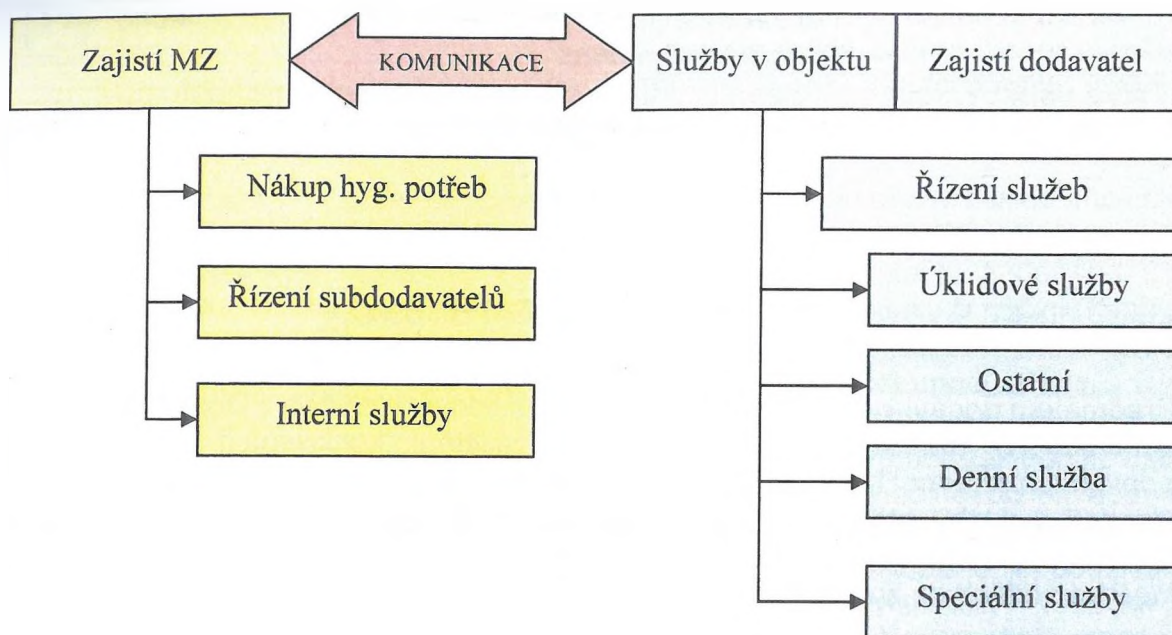 Zajistí MZ
KOMUNIKACE
Služby v objektu
Zajistí dodavatel
Nákup hyg. potřeb
Řízení subdodavatelů
Interní služby
Řízení služeb
Úklidové služby
Ostatní
Denní služba
Speciální služby